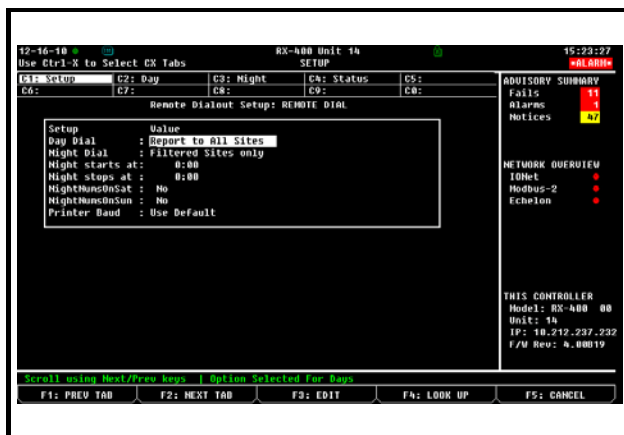 12-16-10 RX-400 Unit 14 15:23:27
Use Ctrl-X to Select CX Tabs SETUP *ALARM*
C1: Setup C2: Day C3: Night C4: Status C5:
C6: C7: C8: C9: C0:
Remote Dialout Setup: REMOTE DIAL
Setup Value
Day Dial : Report to All Sites
Night Dial : Filtered Sites only
Night starts at: 0:00
Night stops at: 0:00
NightNumsOnSat : No
NightNumsOnSun : No
Printer Baud : Use Default
ADVISORY SUMMARY
Fails 11
Alarms 1
Notices 47
NETWORK OVERVIEW
IONet
Modbus-2
Echelon
THIS CONTROLLER
Model: RX-400 00
Unit: 14
IP: 10.212.237.232
F/W Rev: 4.00B19
Scroll using Next/Prev keys | Option Selected For Days
F1: PREV TAB F2: NEXT TAB F3: EDIT F4: LOOK UP F5: CANCEL